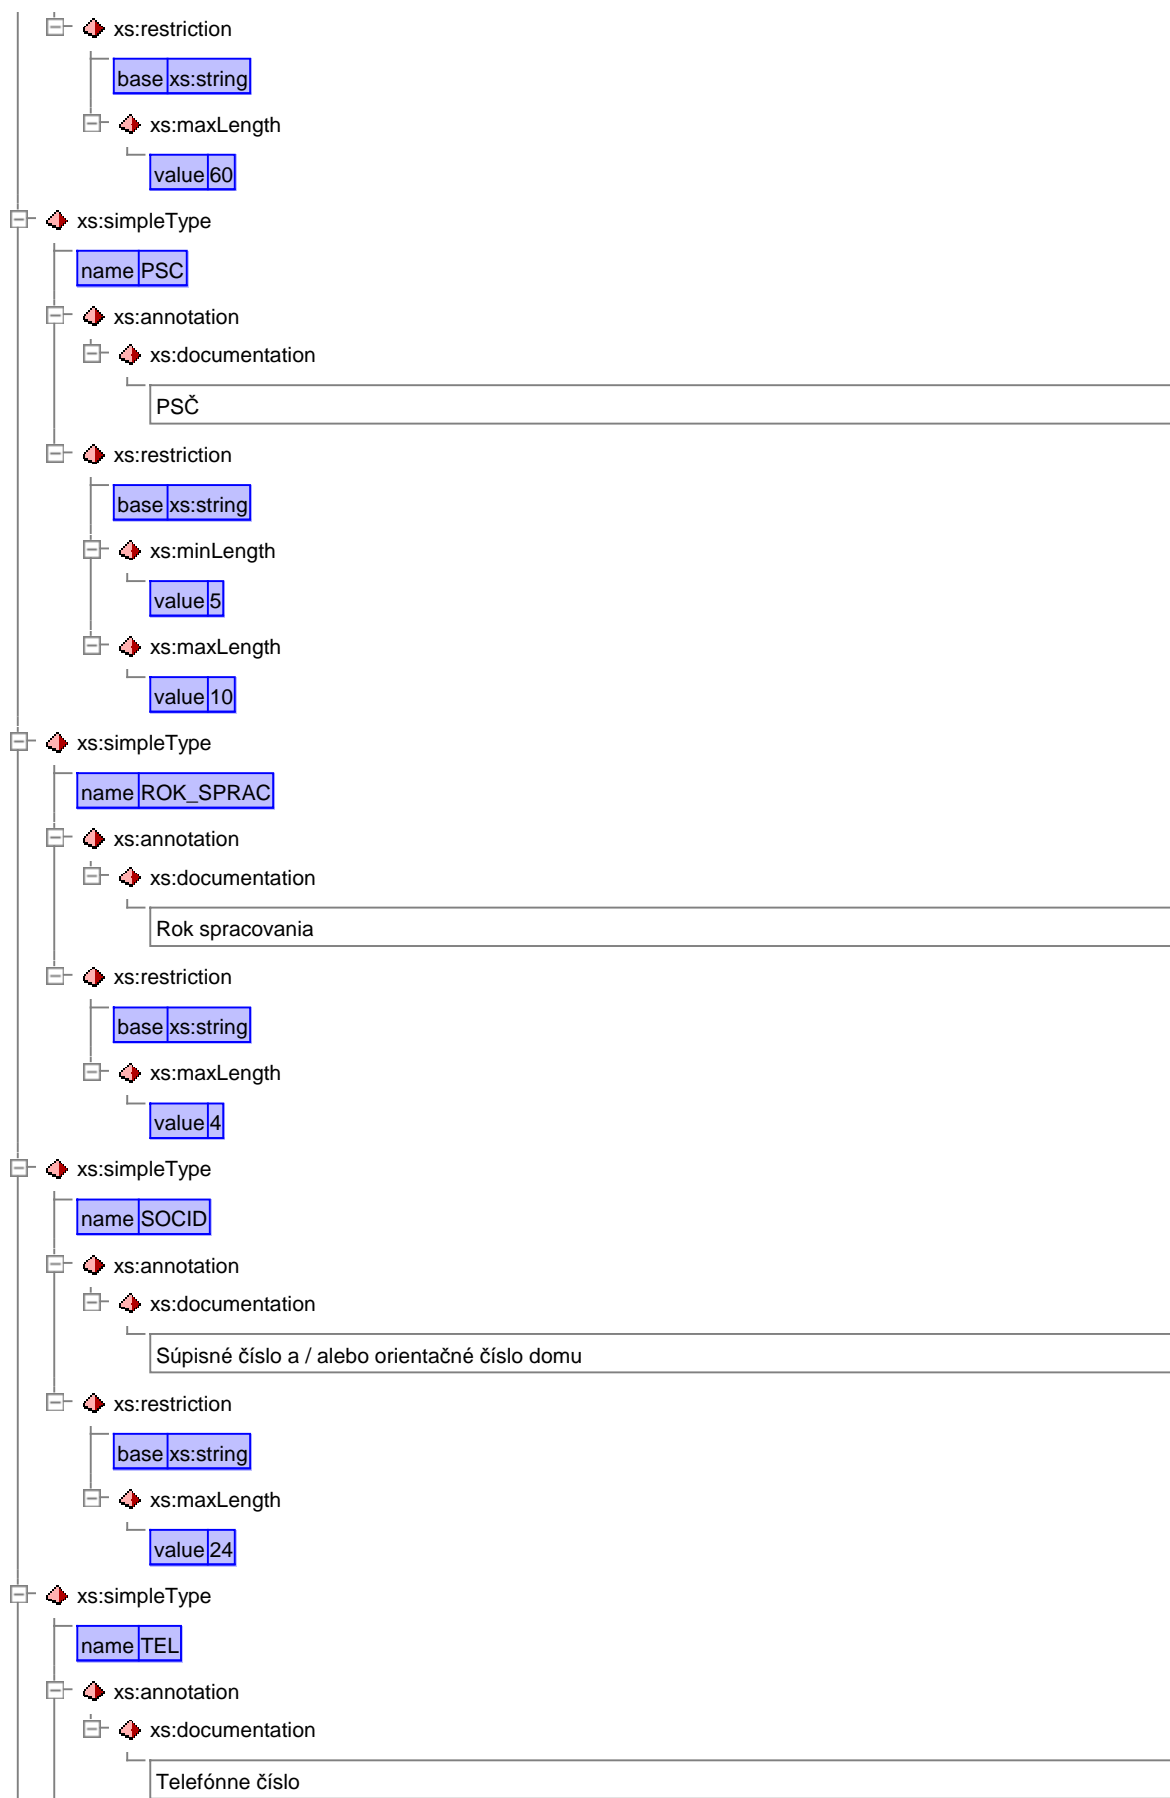 xs:restriction
base xs:string
xs:maxLength
value 60
xs:simpleType
name PSC
xs:annotation
xs:documentation
PSČ
xs:restriction
base xs:string
xs:minLength
value 5
xs:maxLength
value 10
xs:simpleType
name ROK_SPRAC
xs:annotation
xs:documentation
Rok spracovania
xs:restriction
base xs:string
xs:maxLength
value 4
xs:simpleType
name SOCID
xs:annotation
xs:documentation
Súpisné číslo a / alebo orientačné číslo domu
xs:restriction
base xs:string
xs:maxLength
value 24
xs:simpleType
name TEL
xs:annotation
xs:documentation
Telefónne číslo